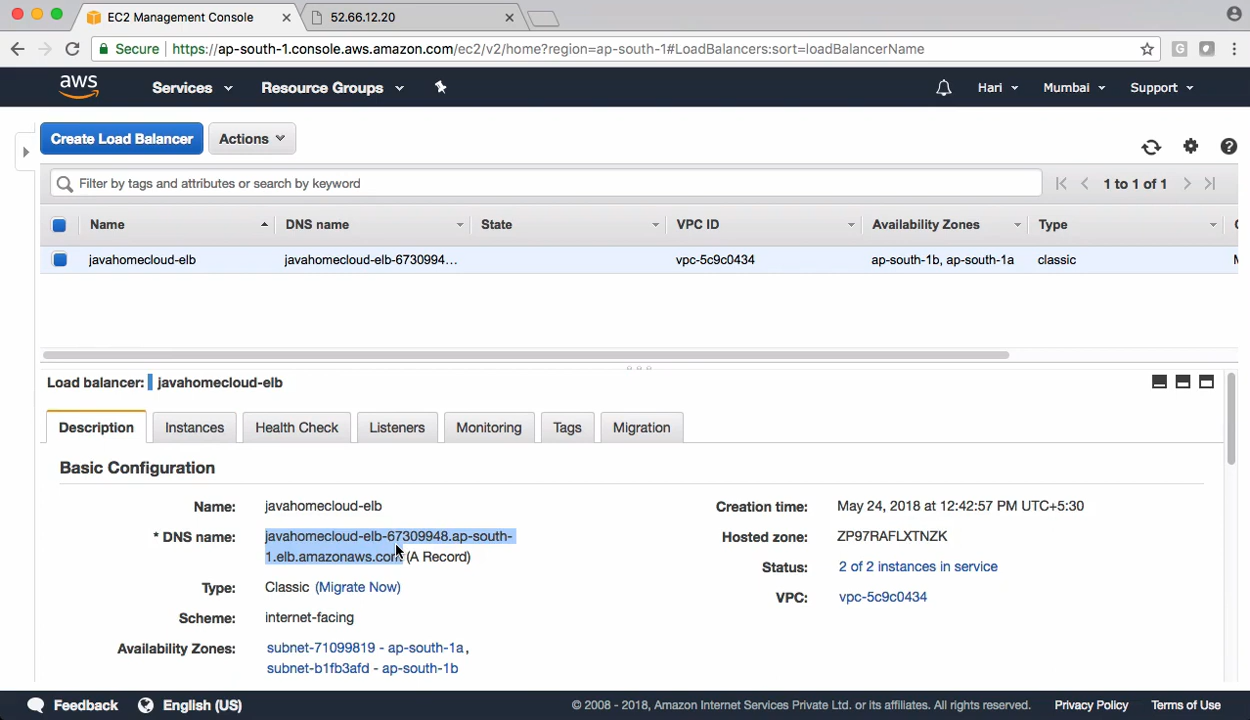 EC2 Management Console
52.66.12.20
Secure https://ap-south-1.console.aws.amazon.com/ec2/v2/home?region=ap-south-1#LoadBalancers:sort=loadBalancerName
aws Services Resource Groups Hari Mumbai Support
Create Load Balancer Actions
Filter by tags and attributes or search by keyword 1 to 1 of 1
Name DNS name State VPC ID Availability Zones Type
javahomecloud-elb javahomecloud-elb-6730994... vpc-5c9c0434 ap-south-1b, ap-south-1a classic
Load balancer: javahomecloud-elb
Description Instances Health Check Listeners Monitoring Tags Migration
Basic Configuration
Name: javahomecloud-elb
* DNS name: javahomecloud-elb-67309948.ap-south-
1.elb.amazonaws.com (A Record)
Type: Classic (Migrate Now)
Scheme: internet-facing
Availability Zones: subnet-71099819 - ap-south-1a,
subnet-b1fb3afd - ap-south-1b
Creation time: May 24, 2018 at 12:42:57 PM UTC+5:30
Hosted zone: ZP97RAFLXTNZK
Status: 2 of 2 instances in service
VPC: vpc-5c9c0434
Feedback English (US) © 2008 - 2018, Amazon Internet Services Private Ltd. or its affiliates. All rights reserved. Privacy Policy Terms of Use